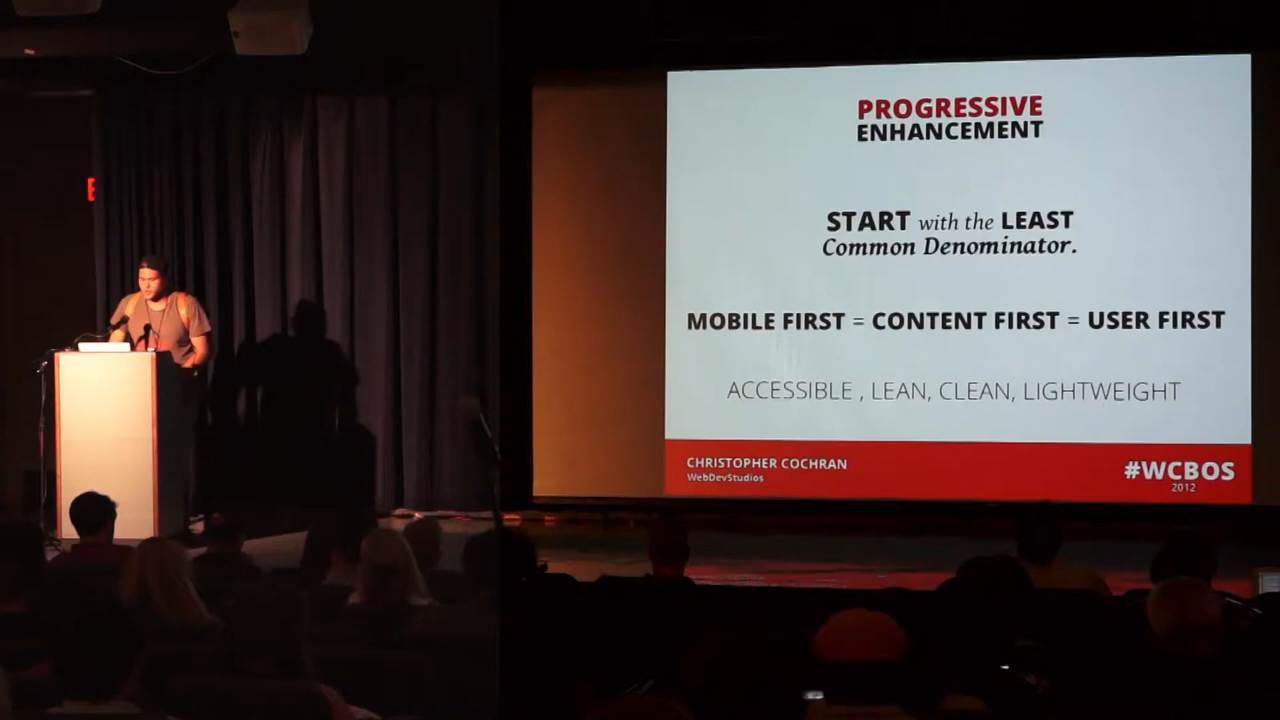 E
PROGRESSIVE
ENHANCEMENT
START with the LEAST
Common Denominator.
MOBILE FIRST = CONTENT FIRST = USER FIRST
ACCESSIBLE , LEAN, CLEAN, LIGHTWEIGHT
CHRISTOPHER COCHRAN
WebDevStudios
#WCBOS
2012